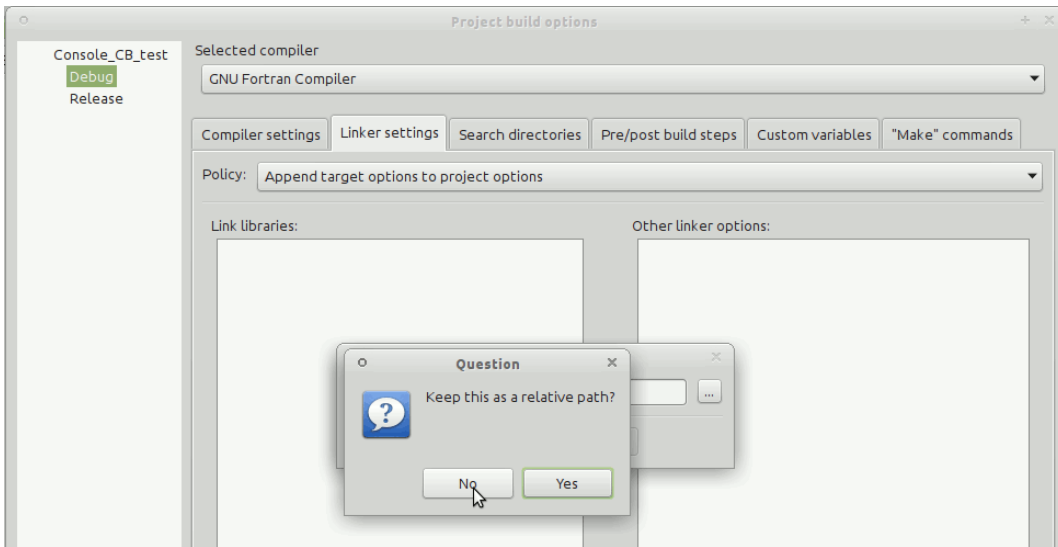 Project build options
Console_CB_test
Debug
Release
Selected compiler
GNU Fortran Compiler
Compiler settings
Linker settings
Search directories
Pre/post build steps
Custom variables
"Make" commands
Policy:
Append target options to project options
Link libraries:
Other linker options:
Question
Keep this as a relative path?
...
No
Yes